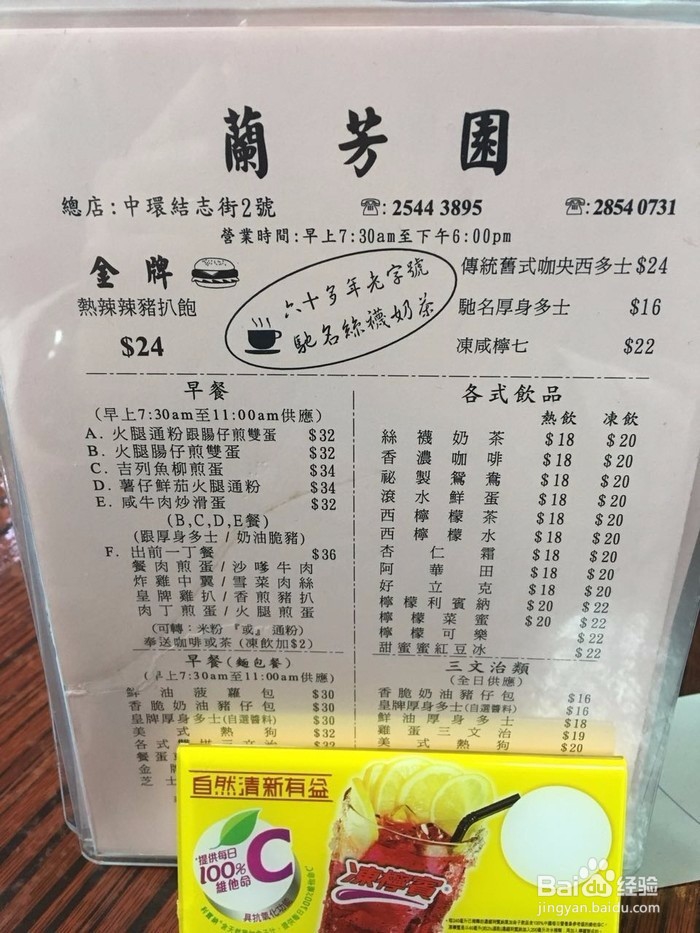 蘭芳園
總店:中環結志街2號 ☎:2544 3895 ☎:2854 0731
營業時間:早上7:30am至下午6:00pm
金牌
熱辣辣豬扒飽
$24
六十多年老字號
馳名絲襪奶茶
傳統舊式咖央西多士 $24
馳名厚身多士 $16
凍咸檸七 $22
早餐
(早上7:30am至11:00am供應)
A. 火腿通粉跟腸仔煎雙蛋 $32
B. 火腿腸仔煎雙蛋 $32
C. 吉列魚柳煎蛋 $34
D. 薯仔鮮茄火腿通粉 $34
E. 咸牛肉炒滑蛋 $32
(B,C,D,E餐)
(跟厚身多士/奶油脆豬)
F. 出前一丁餐 $36
餐肉煎蛋/沙嗲牛肉
炸雞中翼/雪菜肉絲
皇牌雞扒/香煎豬扒
肉丁煎蛋/火腿煎蛋
(可轉:米粉『或』通粉)
奉送咖啡或茶(凍飲加$2)
早餐(麵包餐)
(早上7:30am至11:00am供應)
鮮油菠蘿包 $30
香脆奶油豬仔包 $30
皇牌厚身多士(自選醬料) $30
美式熱狗 $32
各式
餐蛋
金
芝士
各式飲品
熱飲 凍飲
絲襪奶茶 $18 $20
香濃咖啡 $18 $20
祕製鴛鴦 $18 $20
滾水鮮蛋 $18 $20
西檸檬茶 $18 $20
西檸檬水 $18 $20
杏仁霜 $18 $20
阿華田 $18 $20
好立克 $18 $20
檸檬利賓納 $20 $22
檸檬菜蜜 $20 $22
檸檬可樂 $22
甜蜜蜜紅豆冰 $22
三文治類
(全日供應)
香脆奶油豬仔包 $16
皇牌厚身多士(自選醬料) $16
鮮油厚身多士 $18
雞蛋三文治 $19
美式熱狗 $20
自然清新有益
提供每日
100%
維他命
C
具抗氧化功能
凍檸賓
Baidu经验
jingyan.baidu.com